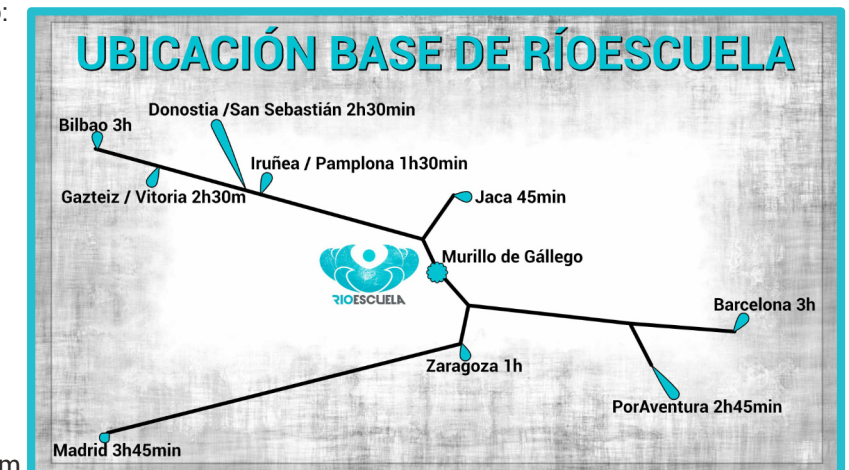 o:
UBICACIÓN BASE DE RÍOESCUELA
Donostia /San Sebastián 2h30min
Bilbao 3h
Iruñea / Pamplona 1h30min
Gazteiz / Vitoria 2h30m
Jaca 45min
Murillo de Gállego
RIOESCUELA
Barcelona 3h
Zaragoza 1h
PorAventura 2h45min
Madrid 3h45min
m